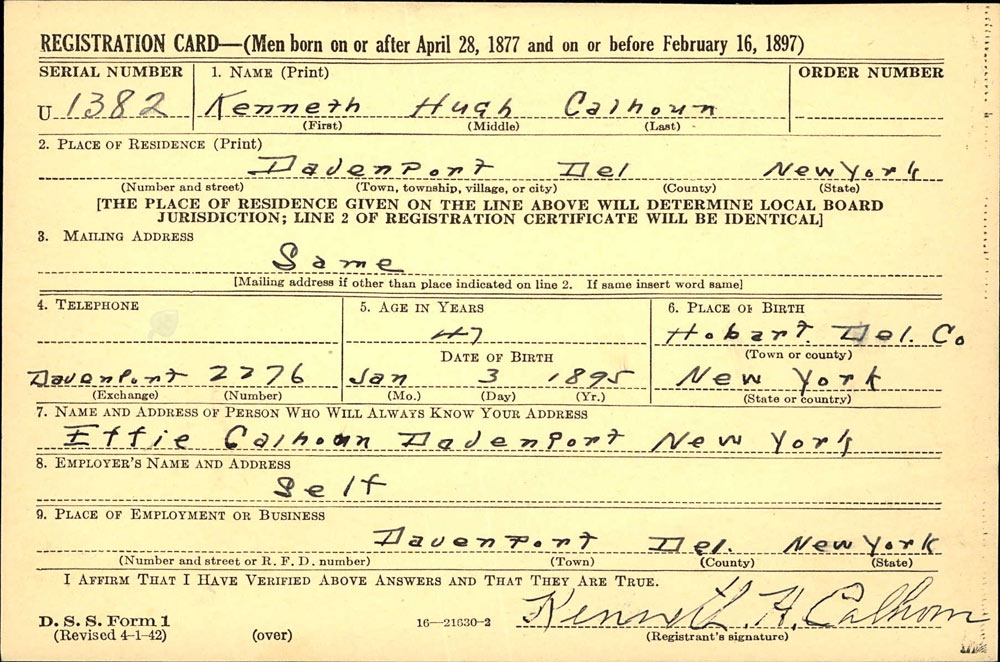 REGISTRATION CARD—(Men born on or after April 28, 1877 and on or before February 16, 1897)
SERIAL NUMBER 1. NAME (Print) ORDER NUMBER
U 1382 Kenneth Hugh Calhoun
(First) (Middle) (Last)
2. PLACE OF RESIDENCE (Print)
Davenport Del New York
(Number and street) (Town, township, village, or city) (County) (State)
[THE PLACE OF RESIDENCE GIVEN ON THE LINE ABOVE WILL DETERMINE LOCAL BOARD
JURISDICTION; LINE 2 OF REGISTRATION CERTIFICATE WILL BE IDENTICAL]
3. MAILING ADDRESS
Same
[Mailing address if other than place indicated on line 2. If same insert word same]
4. TELEPHONE 5. AGE IN YEARS 6. PLACE OF BIRTH
47 Hobart Del. Co
DATE OF BIRTH (Town or county)
Davenport 2276 Jan 3 1895 New York
(Exchange) (Number) (Mo.) (Day) (Yr.) (State or country)
7. NAME AND ADDRESS OF PERSON WHO WILL ALWAYS KNOW YOUR ADDRESS
Effie Calhoun Davenport New York
8. EMPLOYER'S NAME AND ADDRESS
Self
9. PLACE OF EMPLOYMENT OR BUSINESS
Davenport Del. New York
(Number and street or R. F. D. number) (Town) (County) (State)
I AFFIRM THAT I HAVE VERIFIED ABOVE ANSWERS AND THAT THEY ARE TRUE.
Kenneth H. Calhoun
D. S. S. Form 1
(Revised 4-1-42) (over) 16—21630-2 (Registrant's signature)